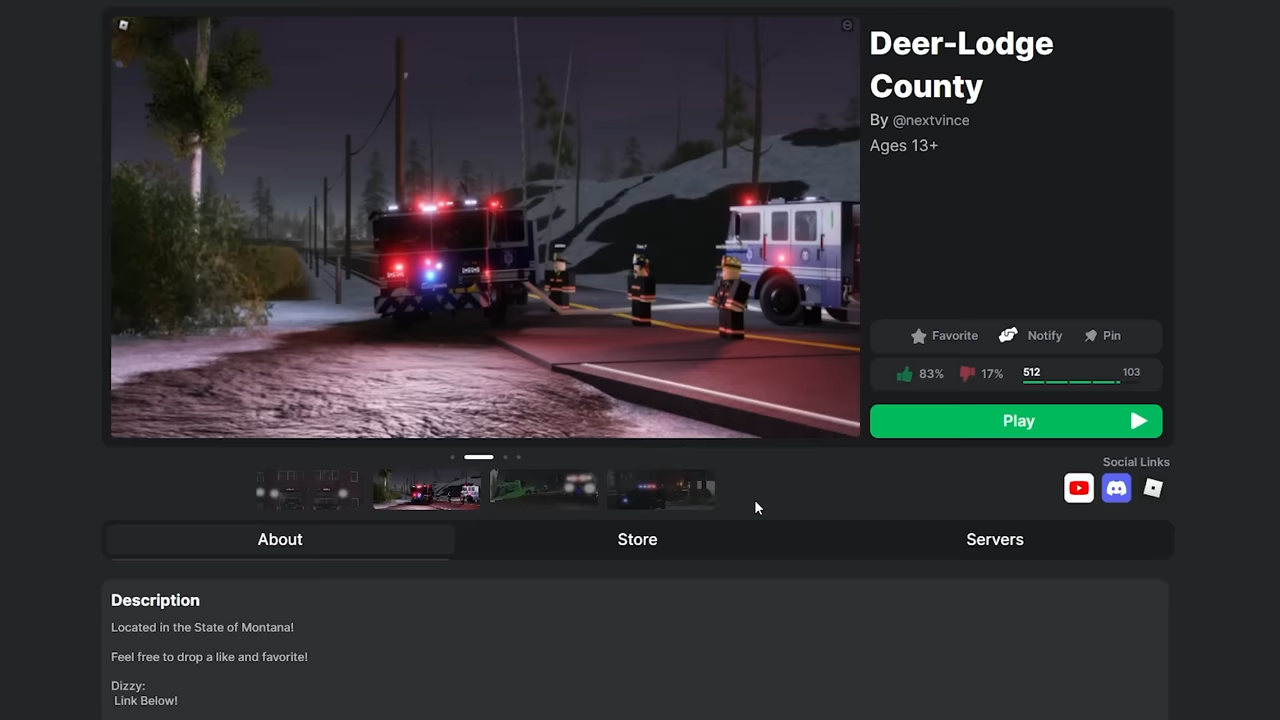 Deer-Lodge
County
By @nextvince
Ages 13+
Favorite
Notify
Pin
83%
17%
512
103
Play
Social Links
About
Store
Servers
Description
Located in the State of Montana!
Feel free to drop a like and favorite!
Dizzy:
Link Below!